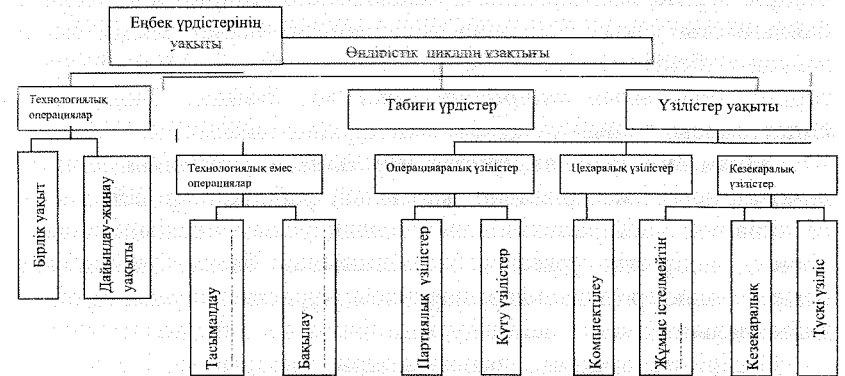 Еңбек үрдістерінің
уақыты
Өндірістік циклдің ұзақтығы
Технологиялық
операциялар
Табиғи үрдістер
Үзілістер уақыты
Технологиялық емес
операциялар
Операцияаралық үзілістер
Цехаралық үзілістер
Кезекаралық
үзілістер
Бірлік уақыт
Дайындау-жинау
уақыты
Тасымалдау
Бақылау
Партиялық үзілістер
Күту үзілістер
Комплектілеу
Жұмыс істелмейтін
Кезекаралық
Түскі үзіліс